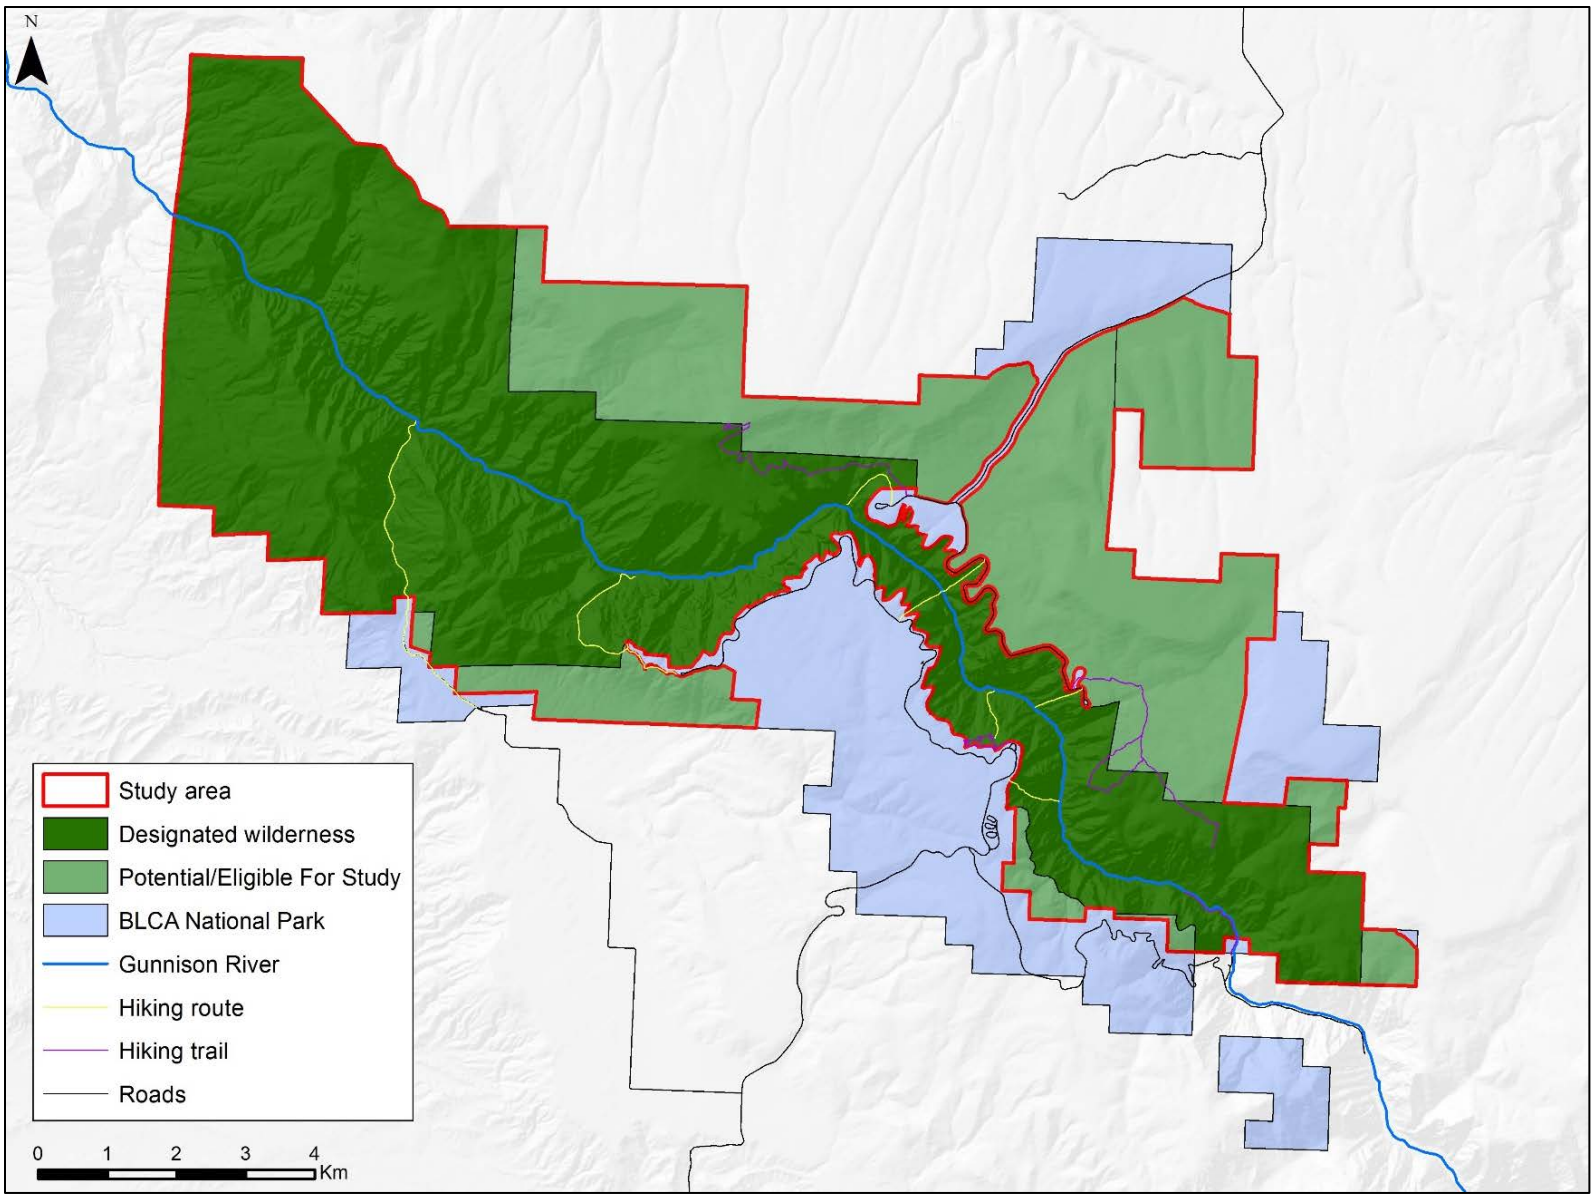 N
Study area
Designated wilderness
Potential/Eligible For Study
BLCA National Park
Gunnison River
Hiking route
Hiking trail
Roads
0 1 2 3 4
Km